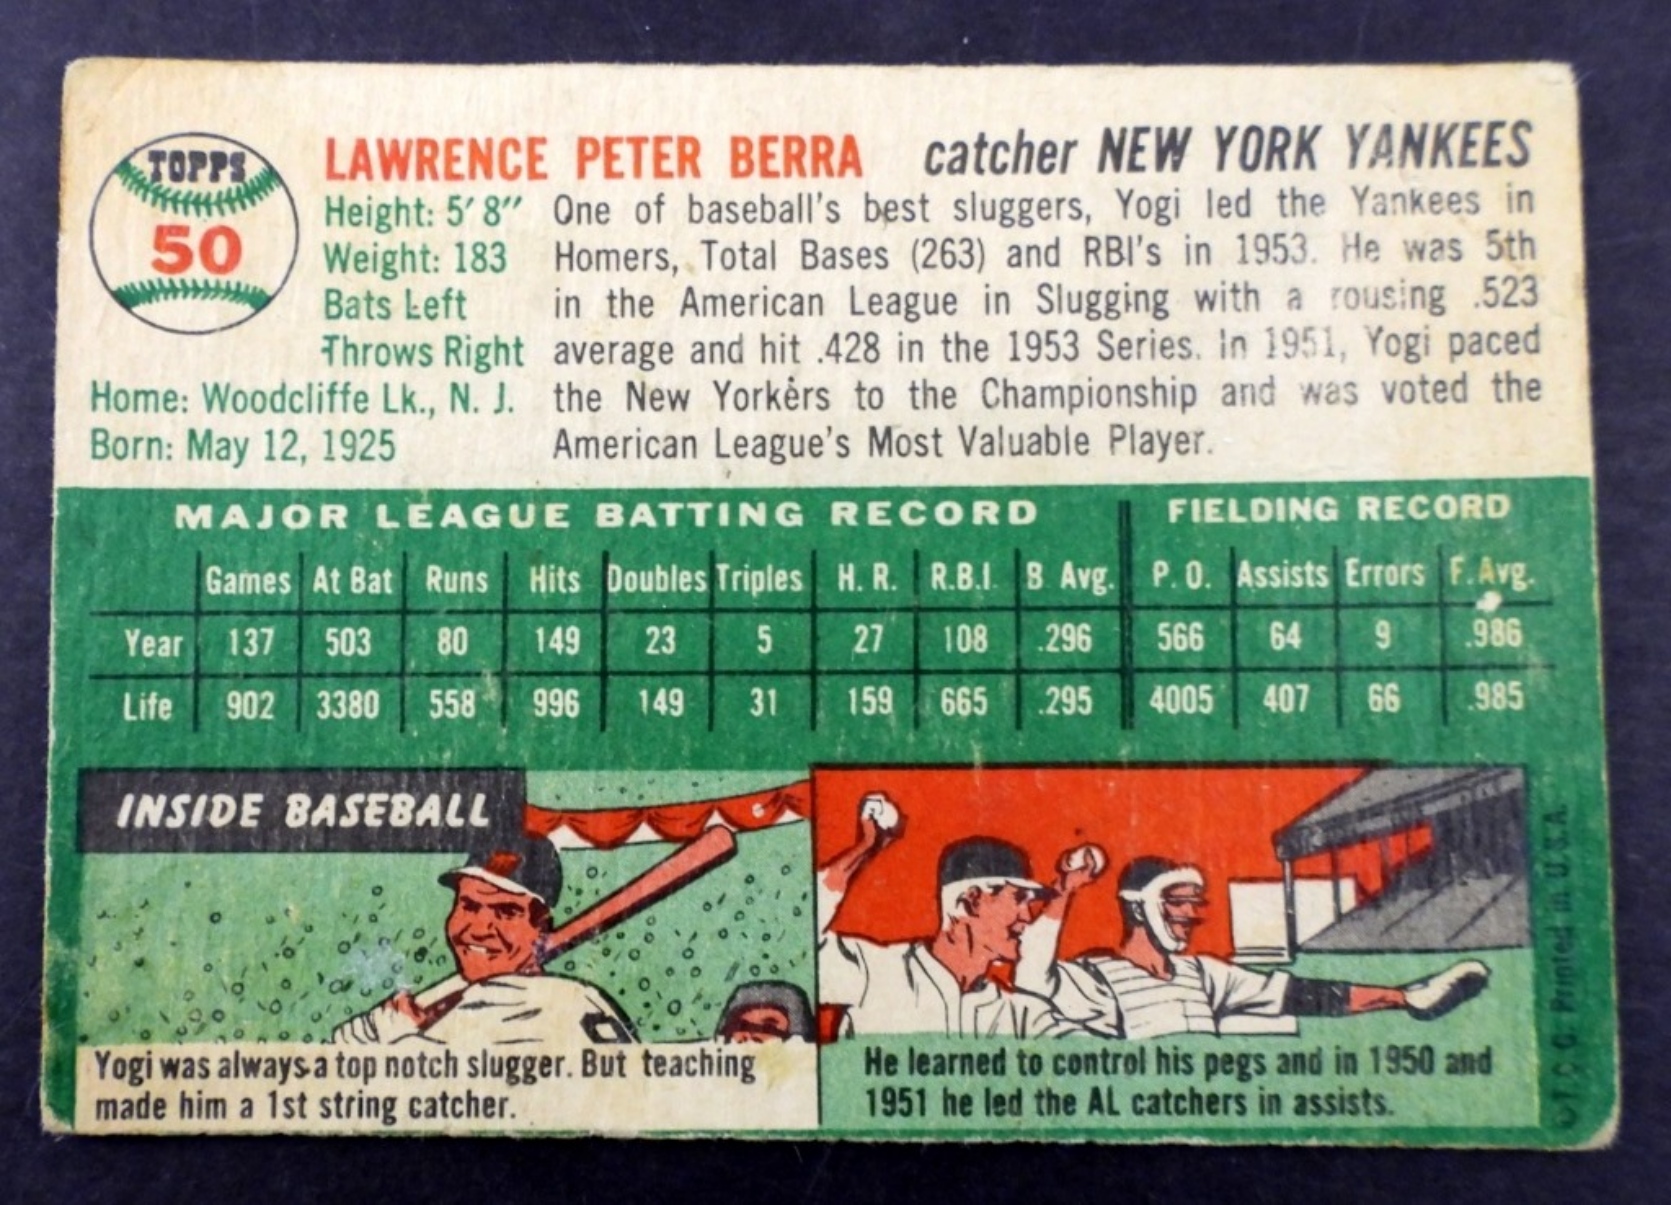 TOPPS
50
LAWRENCE PETER BERRA catcher NEW YORK YANKEES
Height: 5' 8"
Weight: 183
Bats Left
Throws Right
Home: Woodcliffe Lk., N. J.
Born: May 12, 1925
One of baseball's best sluggers, Yogi led the Yankees in
Homers, Total Bases (263) and RBI's in 1953. He was 5th
in the American League in Slugging with a rousing .523
average and hit .428 in the 1953 Series. In 1951, Yogi paced
the New Yorkers to the Championship and was voted the
American League's Most Valuable Player.
MAJOR LEAGUE BATTING RECORD FIELDING RECORD
Games At Bat Runs Hits Doubles Triples H. R. R.B.I. B Avg. P. O. Assists Errors F. Avg.
Year 137 503 80 149 23 5 27 108 .296 566 64 9 .986
Life 902 3380 558 996 149 31 159 665 .295 4005 407 66 .985
INSIDE BASEBALL
Yogi was always a top notch slugger. But teaching
made him a 1st string catcher.
He learned to control his pegs and in 1950 and
1951 he led the AL catchers in assists.
©T. C. G. Printed in U.S.A.